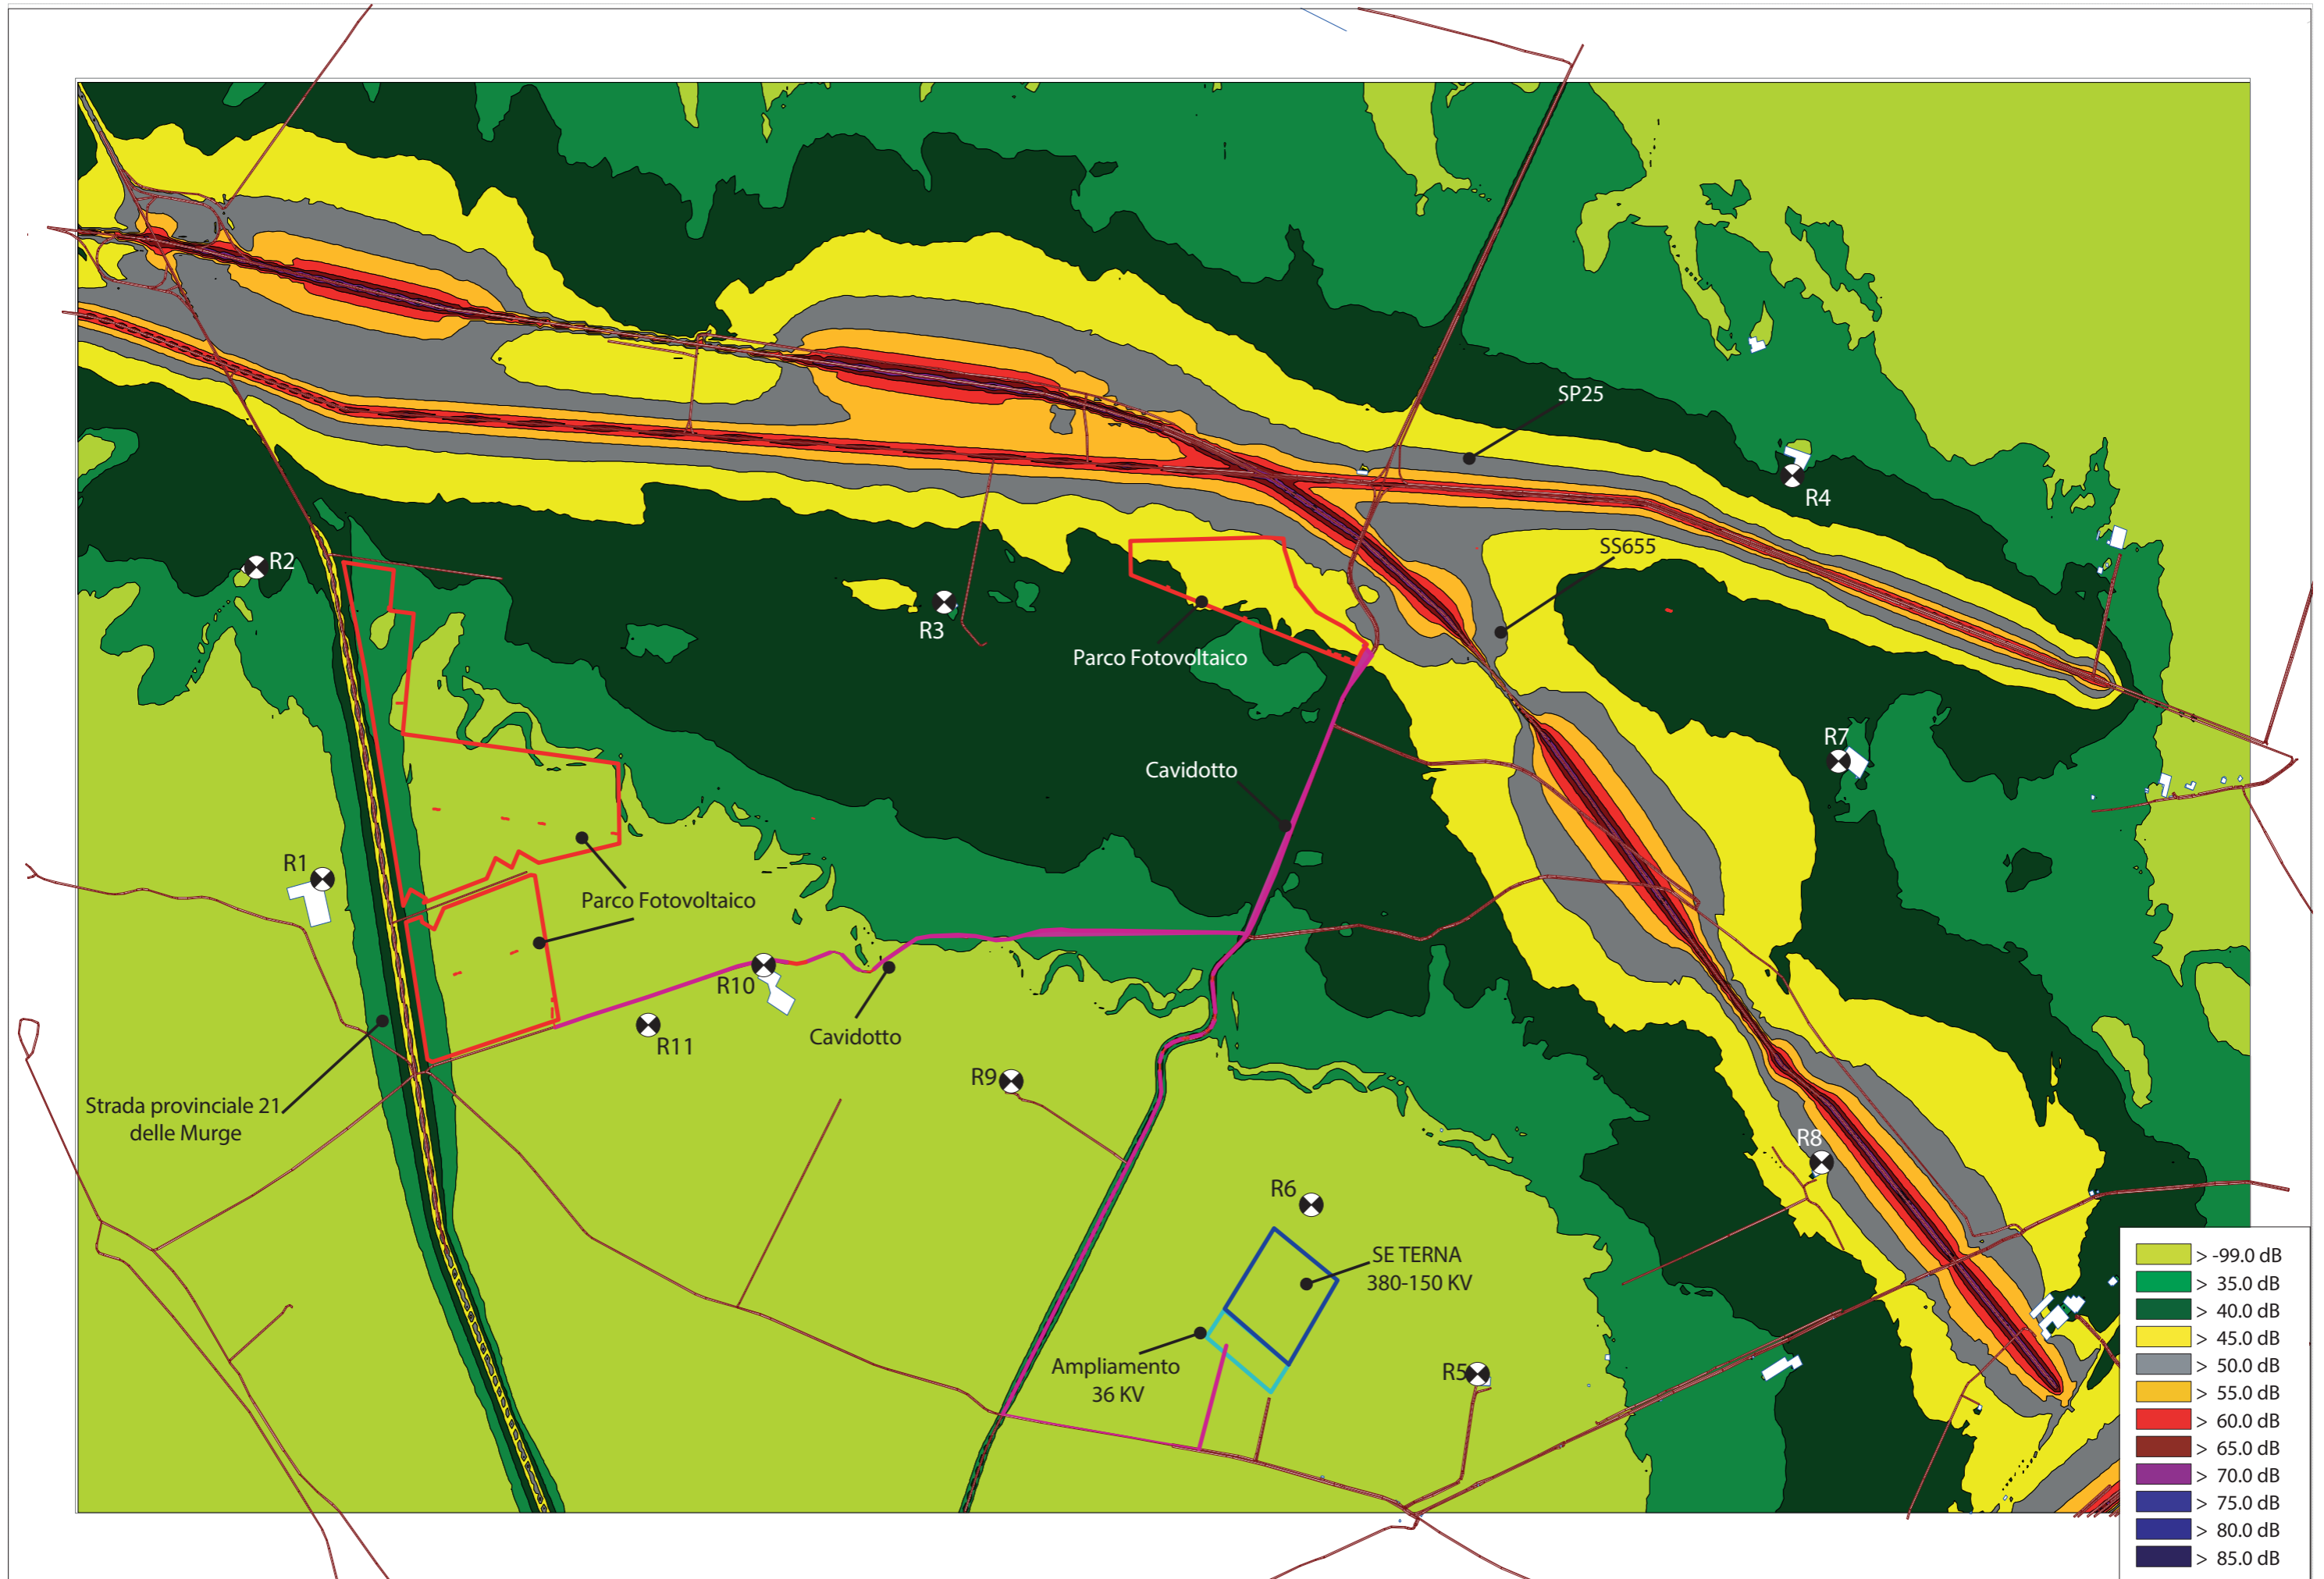 SP25
R4
SS655
R2
R3
Parco Fotovoltaico
R7
Cavidotto
R1
Parco Fotovoltaico
R10
Cavidotto
R11
R9
Strada provinciale 21
delle Murge
R8
R6
SE TERNA
380-150 KV
Ampliamento
36 KV
R5
> -99.0 dB
> 35.0 dB
> 40.0 dB
> 45.0 dB
> 50.0 dB
> 55.0 dB
> 60.0 dB
> 65.0 dB
> 70.0 dB
> 75.0 dB
> 80.0 dB
> 85.0 dB